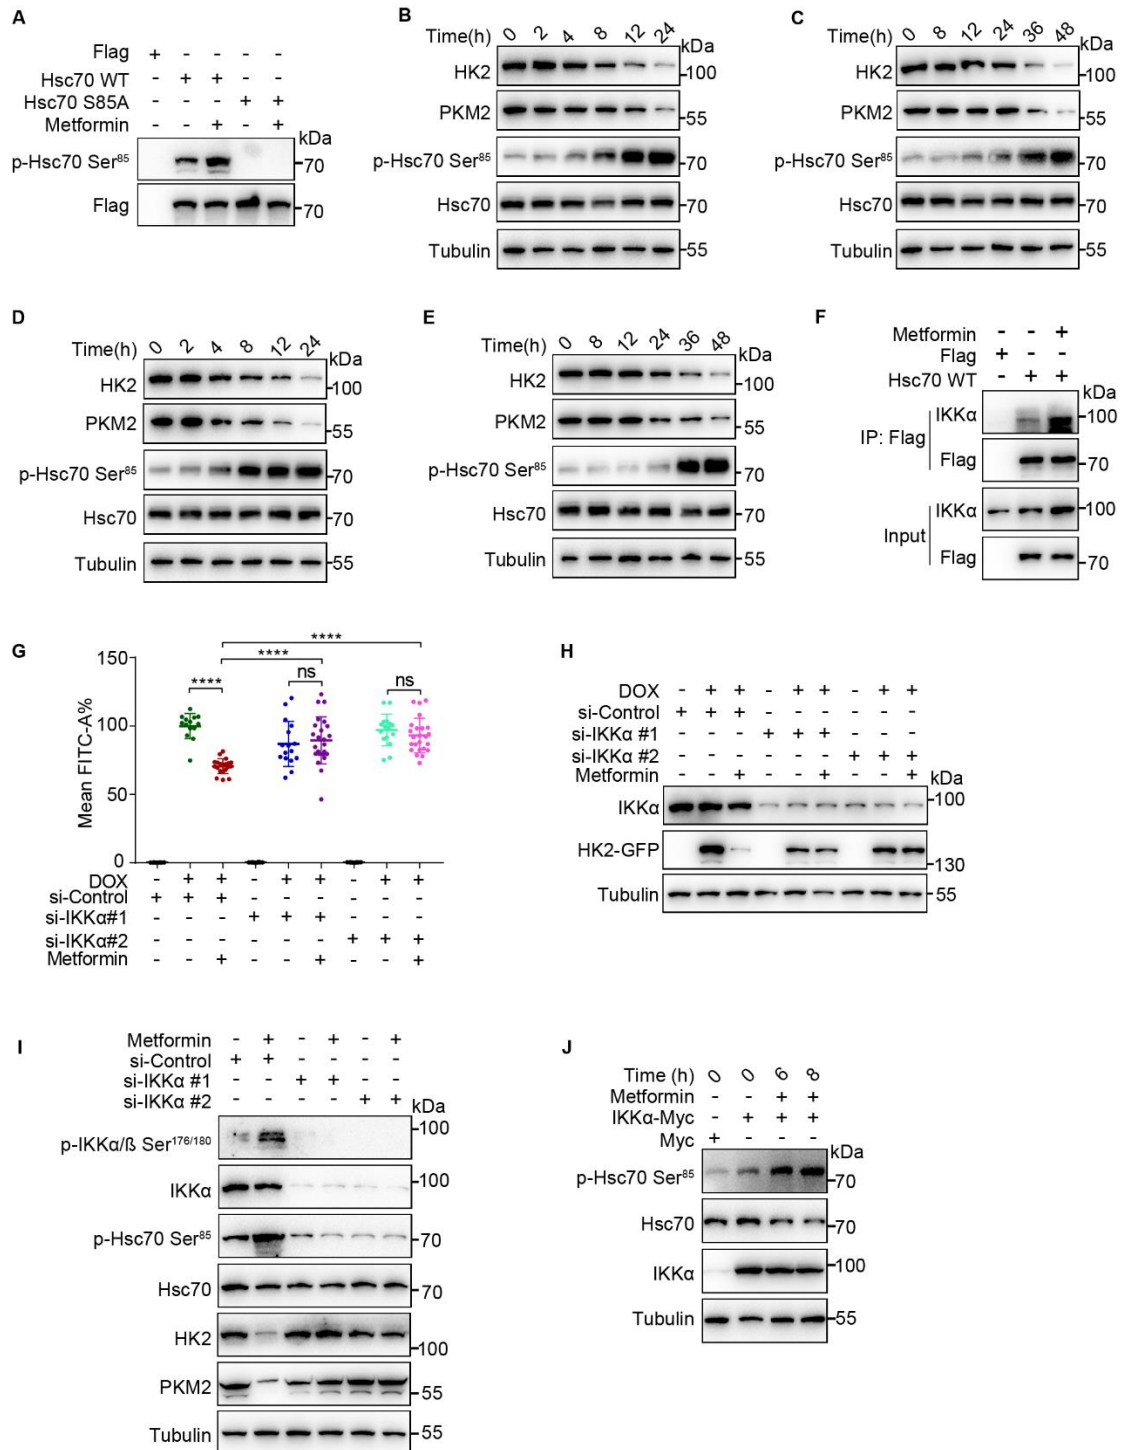 A
Flag + - - - -
Hsc70 WT - + + - -
Hsc70 S85A - - - + +
Metformin - - + - +
kDa
p-Hsc70 Ser⁸⁵ 70
Flag 70
B
Time(h) 0 2 4 8 12 24
kDa
HK2 100
PKM2 55
p-Hsc70 Ser⁸⁵ 70
Hsc70 70
Tubulin 55
C
Time(h) 0 8 12 24 36 48
kDa
HK2 100
PKM2 55
p-Hsc70 Ser⁸⁵ 70
Hsc70 70
Tubulin 55
D
Time(h) 0 2 4 8 12 24
kDa
HK2 100
PKM2 55
p-Hsc70 Ser⁸⁵ 70
Hsc70 70
Tubulin 55
E
Time(h) 0 8 12 24 36 48
kDa
HK2 100
PKM2 55
p-Hsc70 Ser⁸⁵ 70
Hsc70 70
Tubulin 55
F
Metformin - - +
Flag + - -
Hsc70 WT - + +
kDa
IP: Flag
IKKα 100
Flag 70
Input
IKKα 100
Flag 70
G
Mean FITC-A%
150
100
50
0
****
****
****
ns
ns
DOX - + + - + + - + +
si-Control + + + - - - - - -
si-IKKα#1 - - - + + + - - -
si-IKKα#2 - - - - - - + + +
Metformin - - + - - + - - +
H
DOX - + + - + + - + +
si-Control + + + - - - - - -
si-IKKα #1 - - - + + + - - -
si-IKKα #2 - - - - - - + + +
Metformin - - + - - + - - +
kDa
IKKα 100
HK2-GFP 130
Tubulin 55
I
Metformin - + - + - +
si-Control + + - - - -
si-IKKα #1 - - + + - -
si-IKKα #2 - - - - + +
kDa
p-IKKα/ß Ser¹⁷⁶/¹⁸⁰ 100
IKKα 100
p-Hsc70 Ser⁸⁵ 70
Hsc70 70
HK2 100
PKM2 55
Tubulin 55
J
Time (h) 0 0 6 8
Metformin - - + +
IKKα-Myc - + + +
Myc + - - -
kDa
p-Hsc70 Ser⁸⁵ 70
Hsc70 70
IKKα 100
Tubulin 55